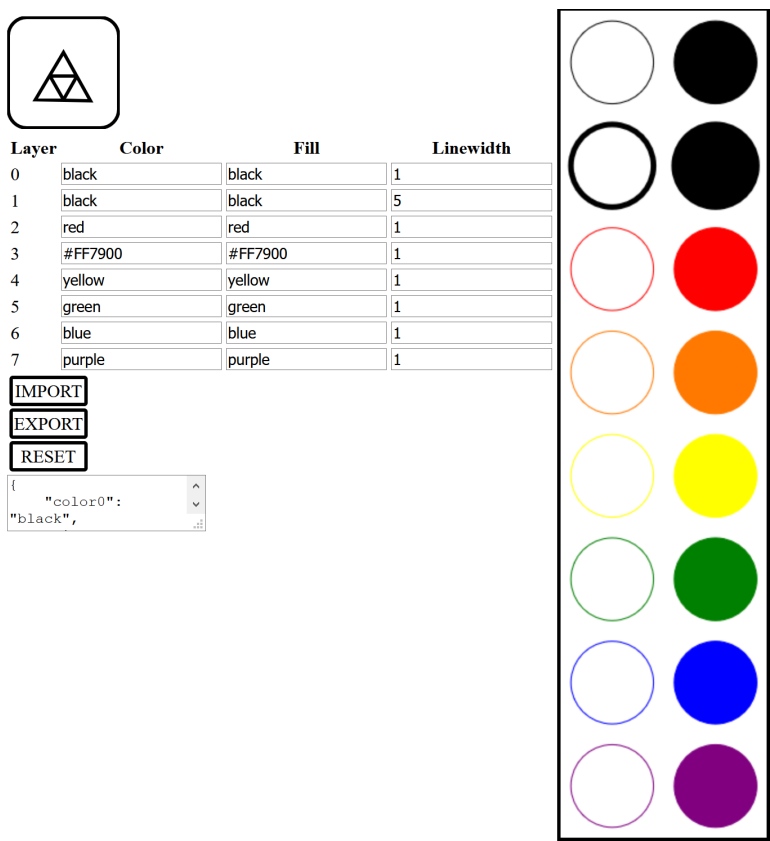 Layer Color Fill Linewidth
0 black black 1
1 black black 5
2 red red 1
3 #FF7900 #FF7900 1
4 yellow yellow 1
5 green green 1
6 blue blue 1
7 purple purple 1
IMPORT
EXPORT
RESET
{
"color0":
"black",